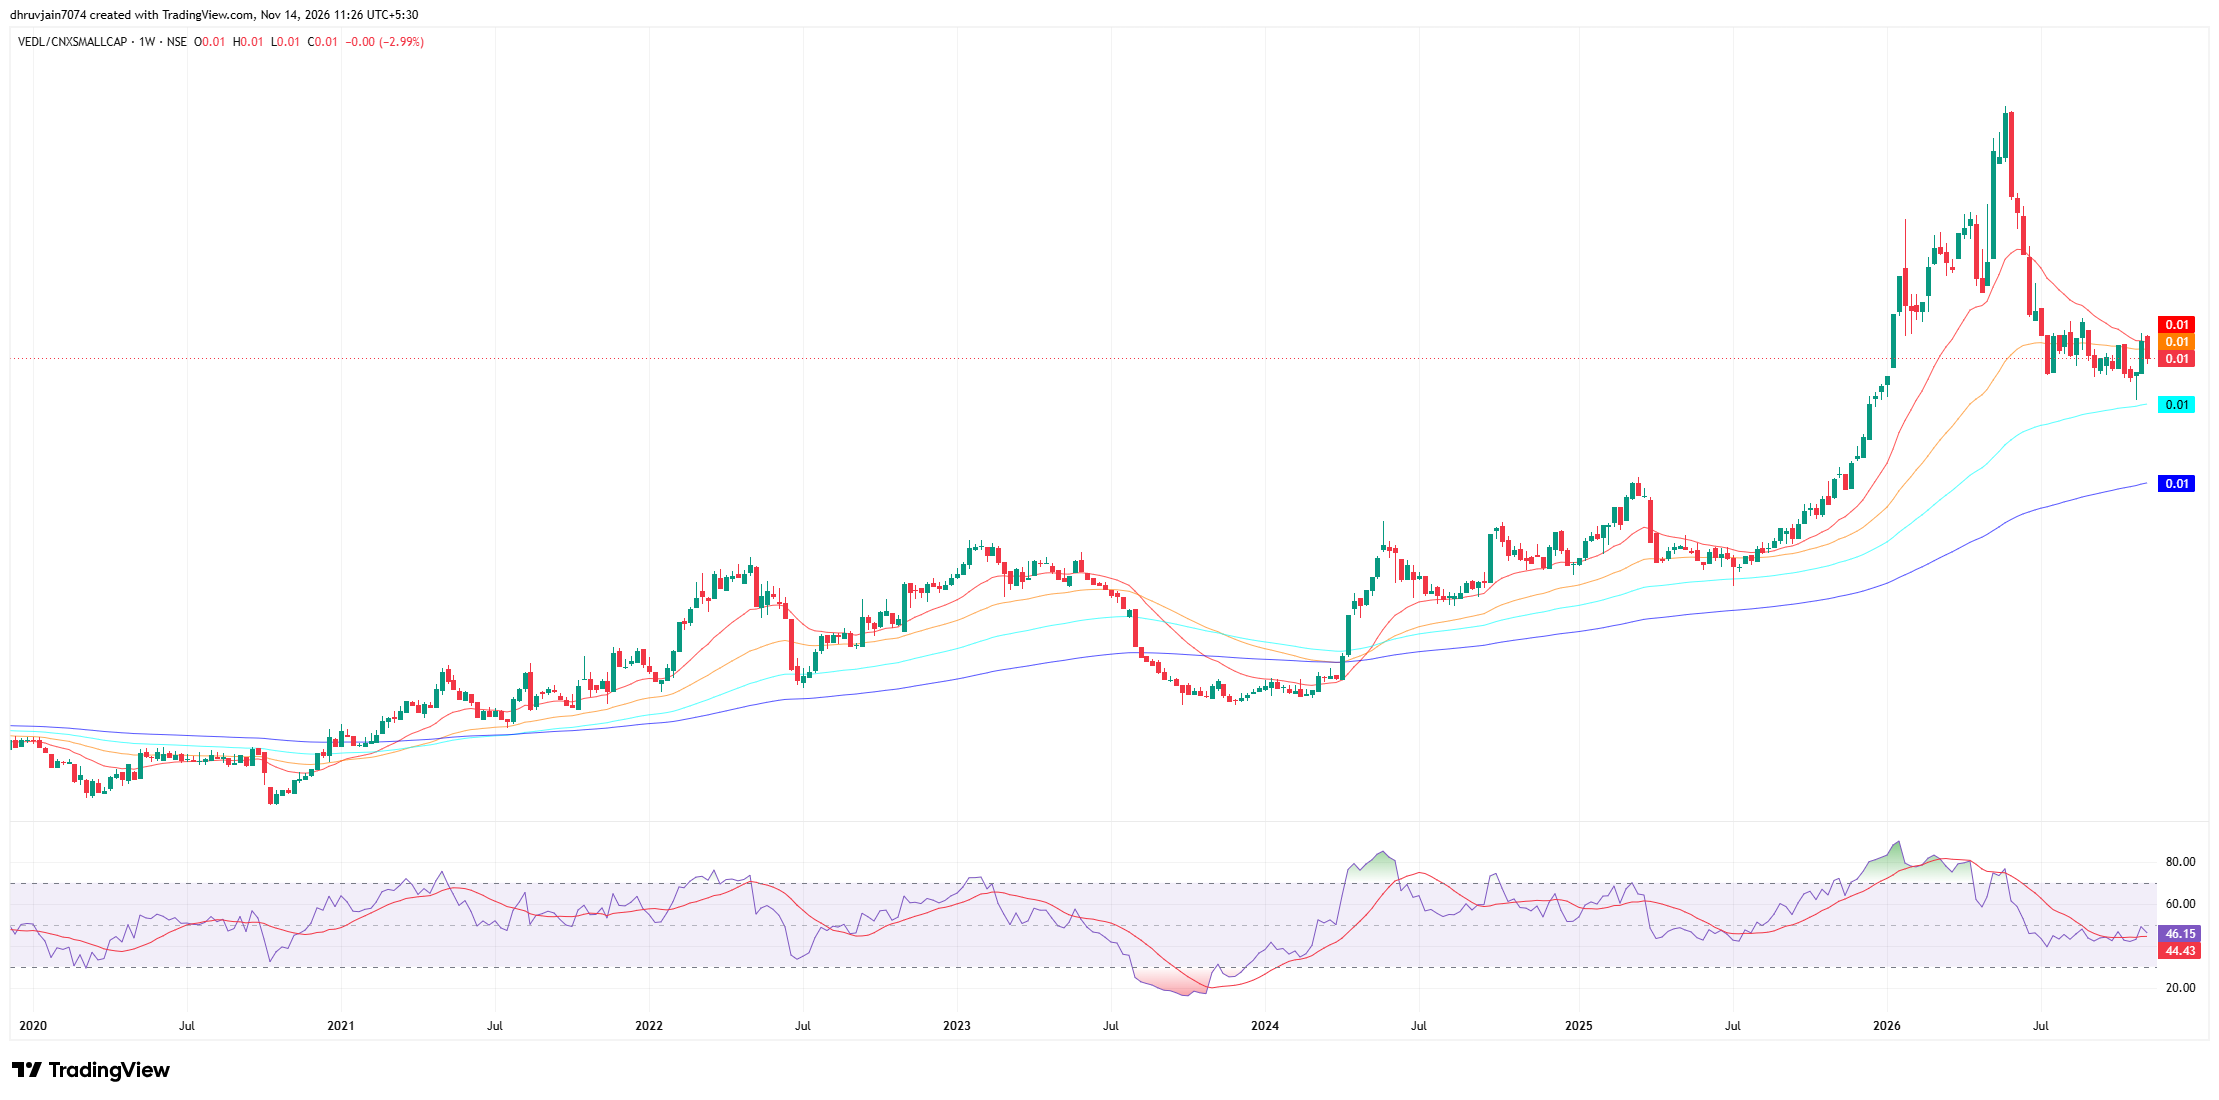 dhruvjain7074 created with TradingView.com, Nov 14, 2026 11:26 UTC+5:30
VEDL/CNXSMALLCAP · 1W · NSE O0.01 H0.01 L0.01 C0.01 −0.00 (−2.99%)
0.01
0.01
0.01
0.01
0.01
80.00
60.00
46.15
44.43
20.00
2020 Jul 2021 Jul 2022 Jul 2023 Jul 2024 Jul 2025 Jul 2026 Jul
TradingView